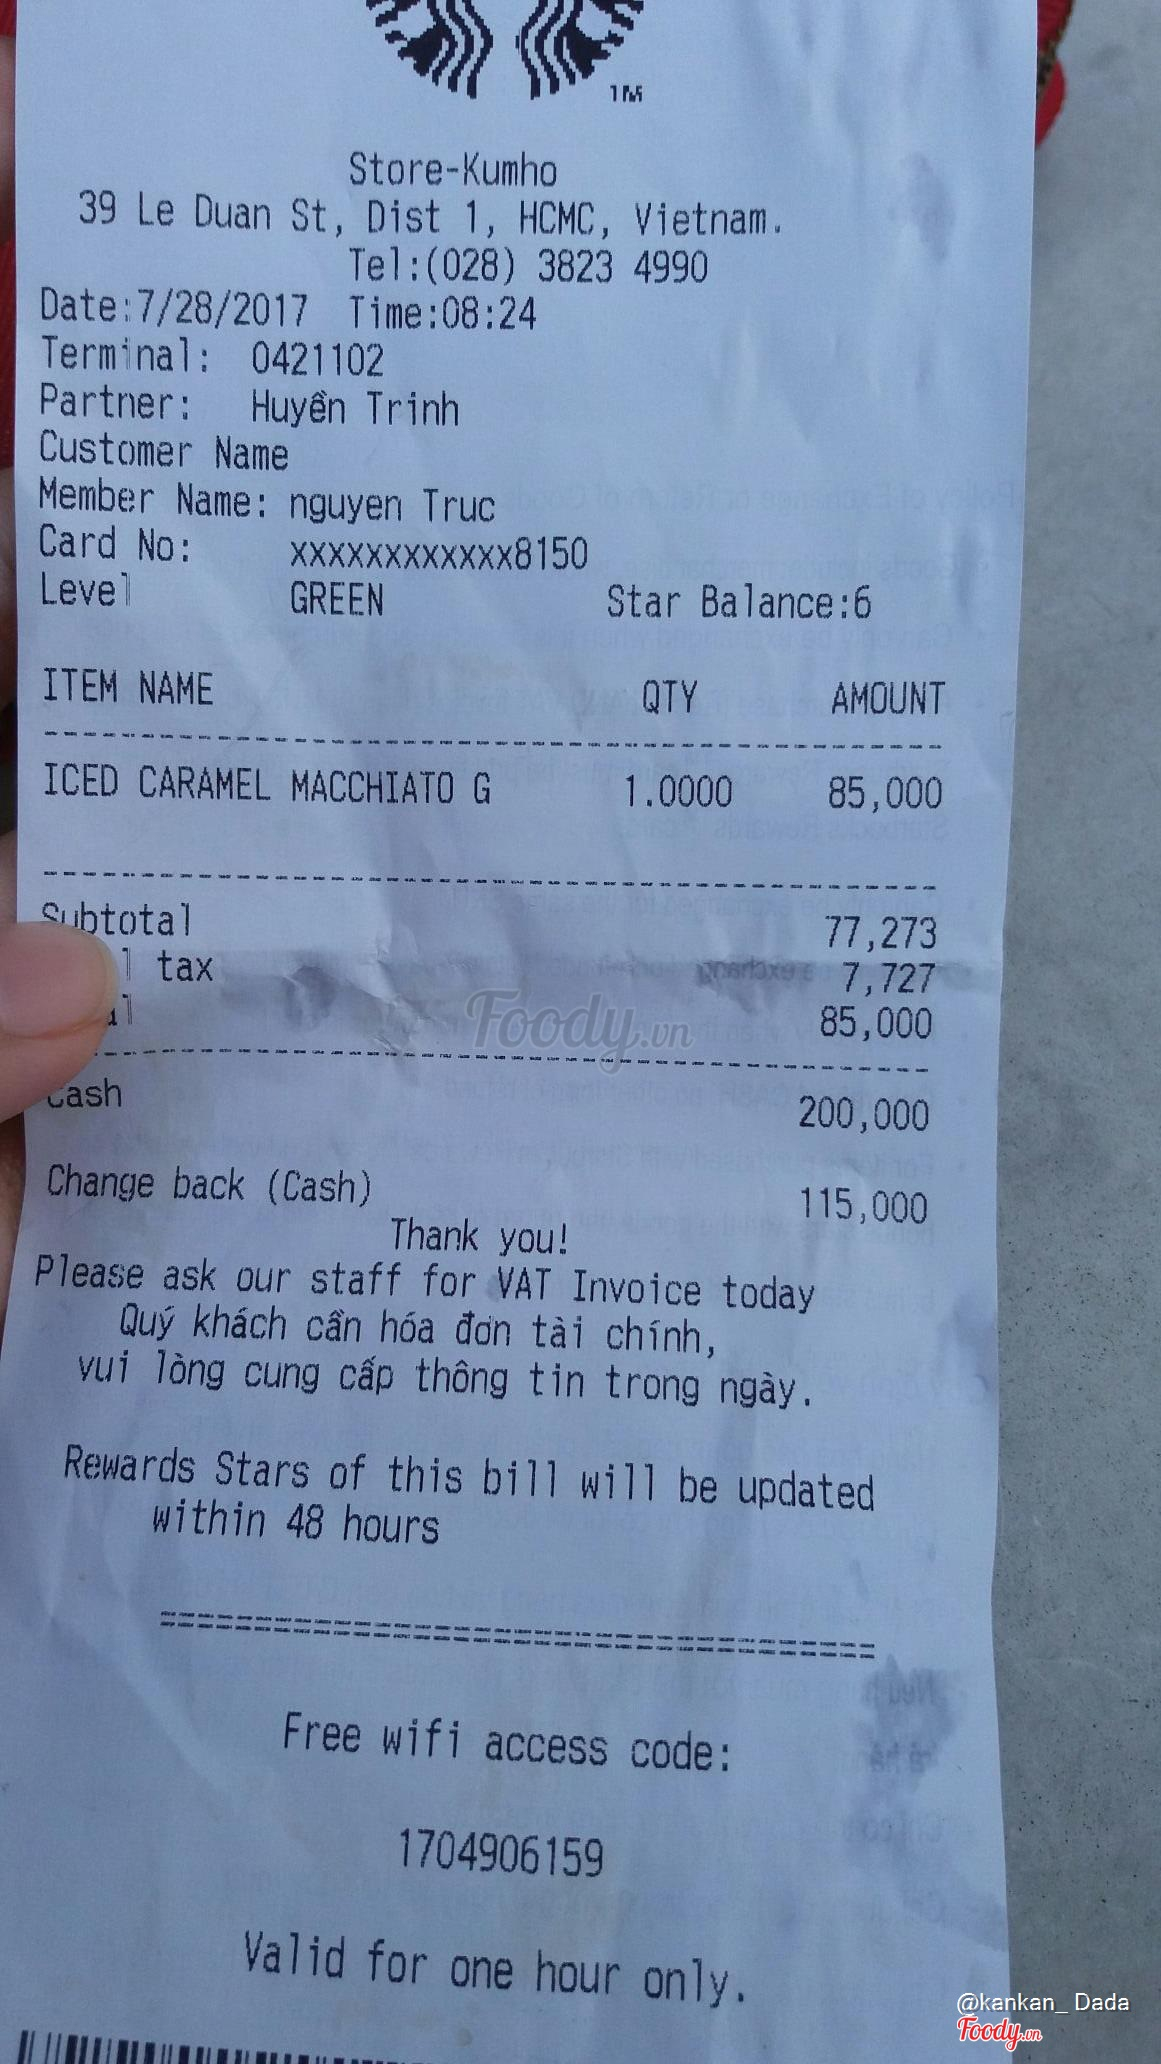 TM
Store-Kumho
39 Le Duan St, Dist 1, HCMC, Vietnam.
Tel:(028) 3823 4990
Date:7/28/2017 Time:08:24
Terminal: 0421102
Partner: Huyền Trinh
Customer Name
Member Name: nguyen Truc
Card No: xxxxxxxxxxxx8150
Level GREEN Star Balance:6
ITEM NAME QTY AMOUNT
ICED CARAMEL MACCHIATO G 1.0000 85,000
Subtotal 77,273
tax 7,727
85,000
Cash 200,000
Change back (Cash) 115,000
Thank you!
Please ask our staff for VAT Invoice today
Quý khách cần hóa đơn tài chính,
vui lòng cung cấp thông tin trong ngày.
Rewards Stars of this bill will be updated
within 48 hours
Free wifi access code:
1704906159
Valid for one hour only.
Foody.vn
@kankan_ Dada
Foody.vn